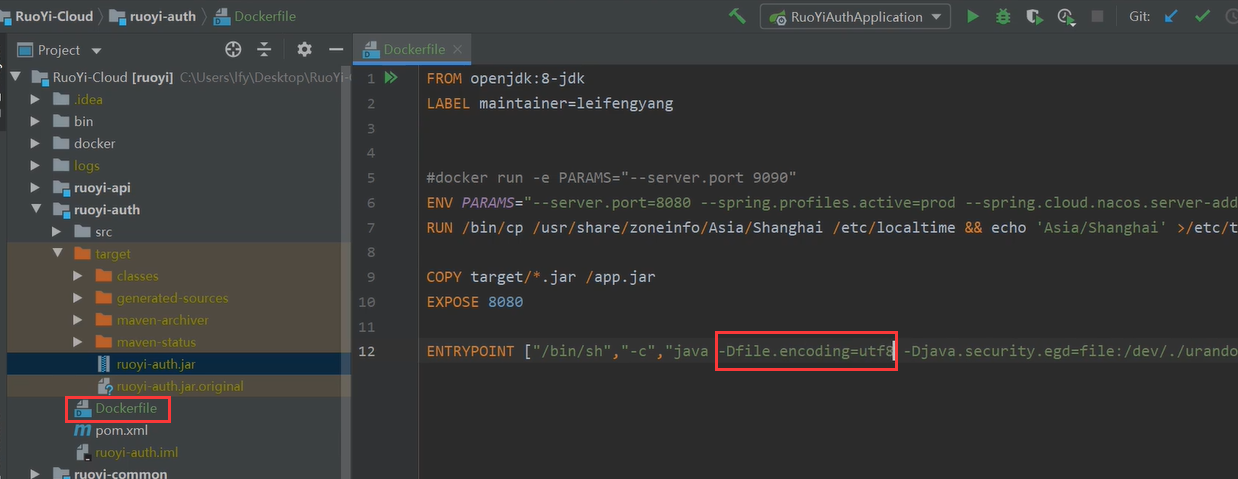 RuoYi-Cloud ruoyi-auth Dockerfile RuoYiAuthApplication Git:
Project Dockerfile
RuoYi-Cloud [ruoyi] C:\Users\lfy\Desktop\RuoYi-C
.idea
bin
docker
logs
ruoyi-api
ruoyi-auth
src
target
classes
generated-sources
maven-archiver
maven-status
ruoyi-auth.jar
ruoyi-auth.jar.original
Dockerfile
pom.xml
ruoyi-auth.iml
ruoyi-common
1 FROM openjdk:8-jdk
2 LABEL maintainer=leifengyang
3
4
5 #docker run -e PARAMS="--server.port 9090"
6 ENV PARAMS="--server.port=8080 --spring.profiles.active=prod --spring.cloud.nacos.server-add
7 RUN /bin/cp /usr/share/zoneinfo/Asia/Shanghai /etc/localtime && echo 'Asia/Shanghai' >/etc/t
8
9 COPY target/*.jar /app.jar
10 EXPOSE 8080
11
12 ENTRYPOINT ["/bin/sh","-c","java -Dfile.encoding=utf8 -Djava.security.egd=file:/dev/./urando